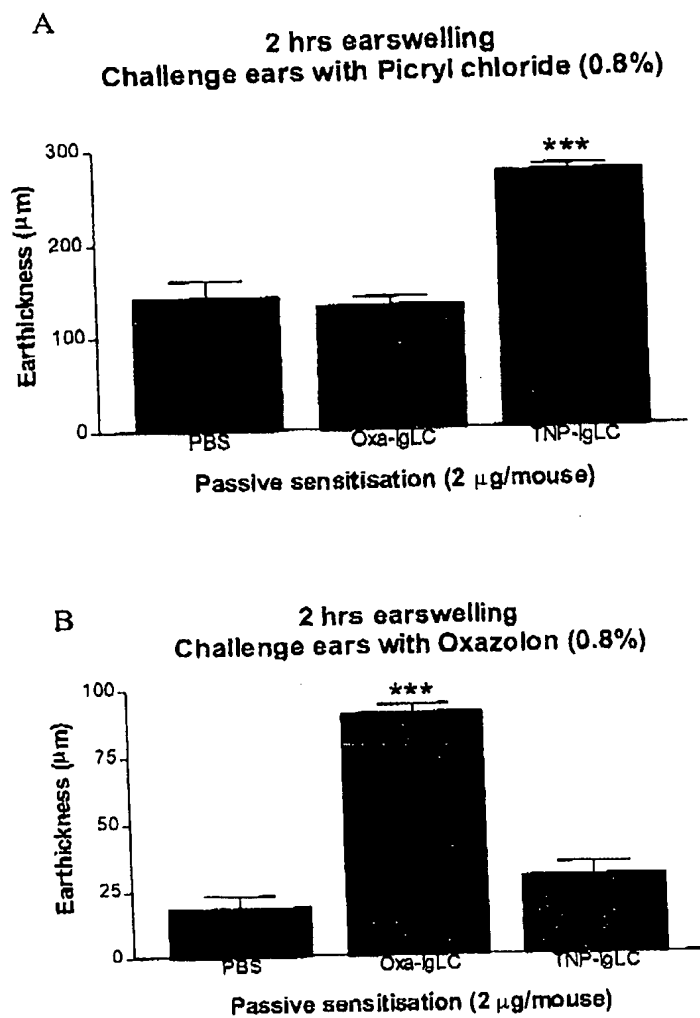 A
2 hrs earswelling
Challenge ears with Picryl chloride (0.8%)
***
300
200
100
0
Earthickness (μm)
PBS
Oxa-IgLC
TNP-IgLC
Passive sensitisation (2 μg/mouse)
B
2 hrs earswelling
Challenge ears with Oxazolon (0.8%)
***
100
75
50
25
0
Earthickness (μm)
PBS
Oxa-IgLC
TNP-IgLC
Passive sensitisation (2 μg/mouse)